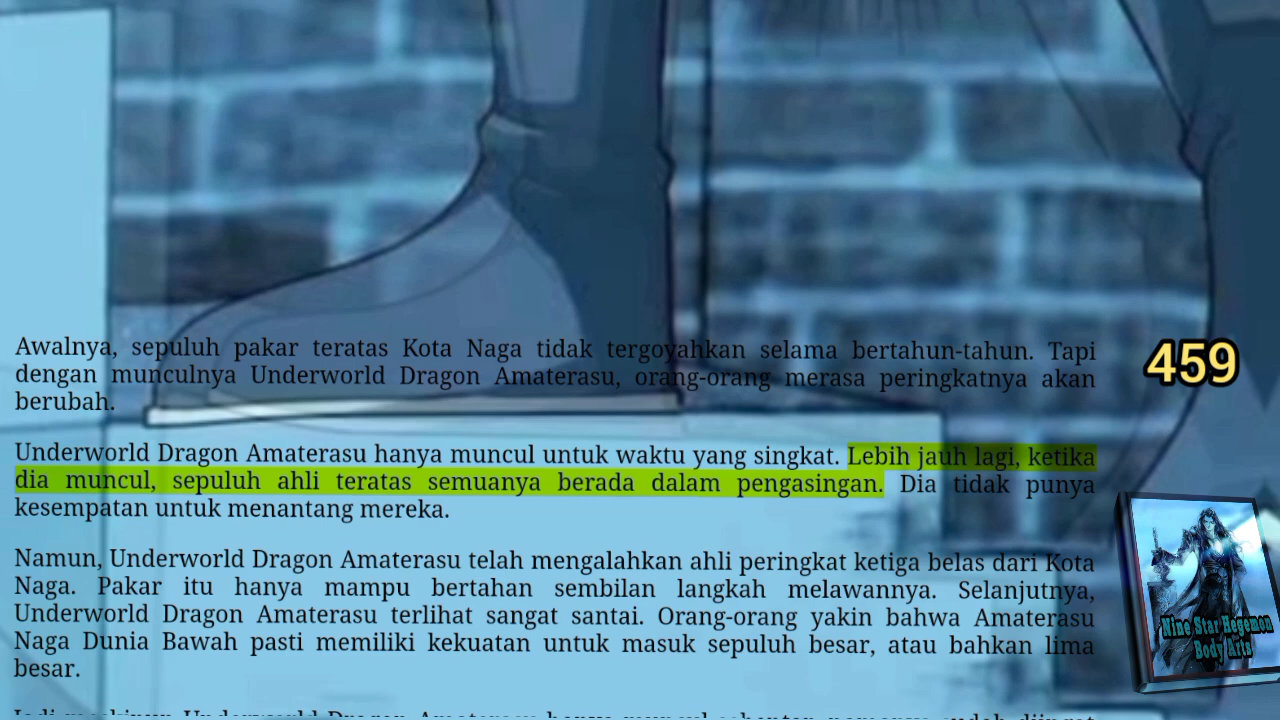 Awalnya, sepuluh pakar teratas Kota Naga tidak tergoyahkan selama bertahun-tahun. Tapi
dengan munculnya Underworld Dragon Amaterasu, orang-orang merasa peringkatnya akan
berubah.
459
Underworld Dragon Amaterasu hanya muncul untuk waktu yang singkat. Lebih jauh lagi, ketika
dia muncul, sepuluh ahli teratas semuanya berada dalam pengasingan. Dia tidak punya
kesempatan untuk menantang mereka.
Namun, Underworld Dragon Amaterasu telah mengalahkan ahli peringkat ketiga belas dari Kota
Naga. Pakar itu hanya mampu bertahan sembilan langkah melawannya. Selanjutnya,
Underworld Dragon Amaterasu terlihat sangat santai. Orang-orang yakin bahwa Amaterasu
Naga Dunia Bawah pasti memiliki kekuatan untuk masuk sepuluh besar, atau bahkan lima
besar.
Nine Star Hegemon
Body Arts